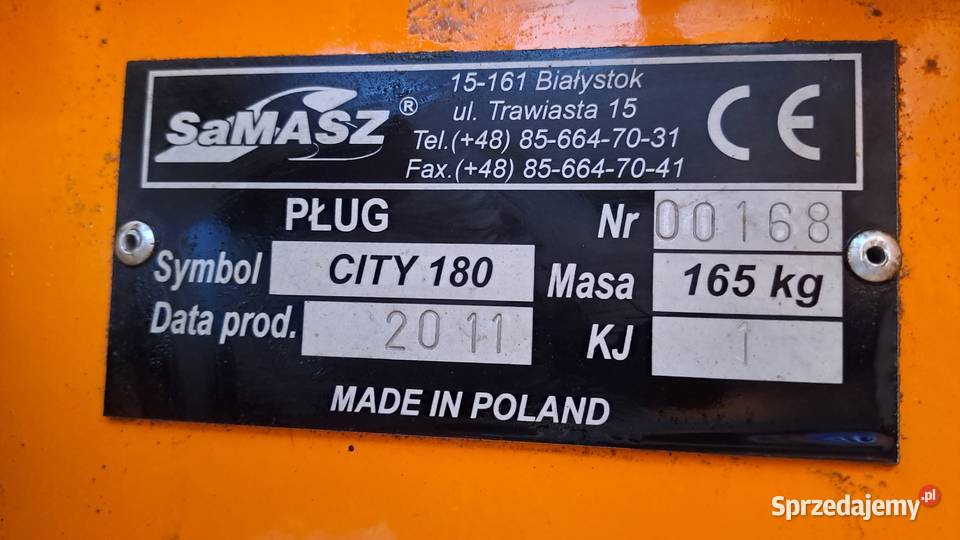 SaMASZ ®
15-161 Białystok
ul. Trawiasta 15
Tel.(+48) 85-664-70-31
Fax.(+48) 85-664-70-41
CE
PŁUG
Nr 00168
Symbol CITY 180
Masa 165 kg
Data prod. 2011
KJ 1
MADE IN POLAND
Sprzedajemy.pl